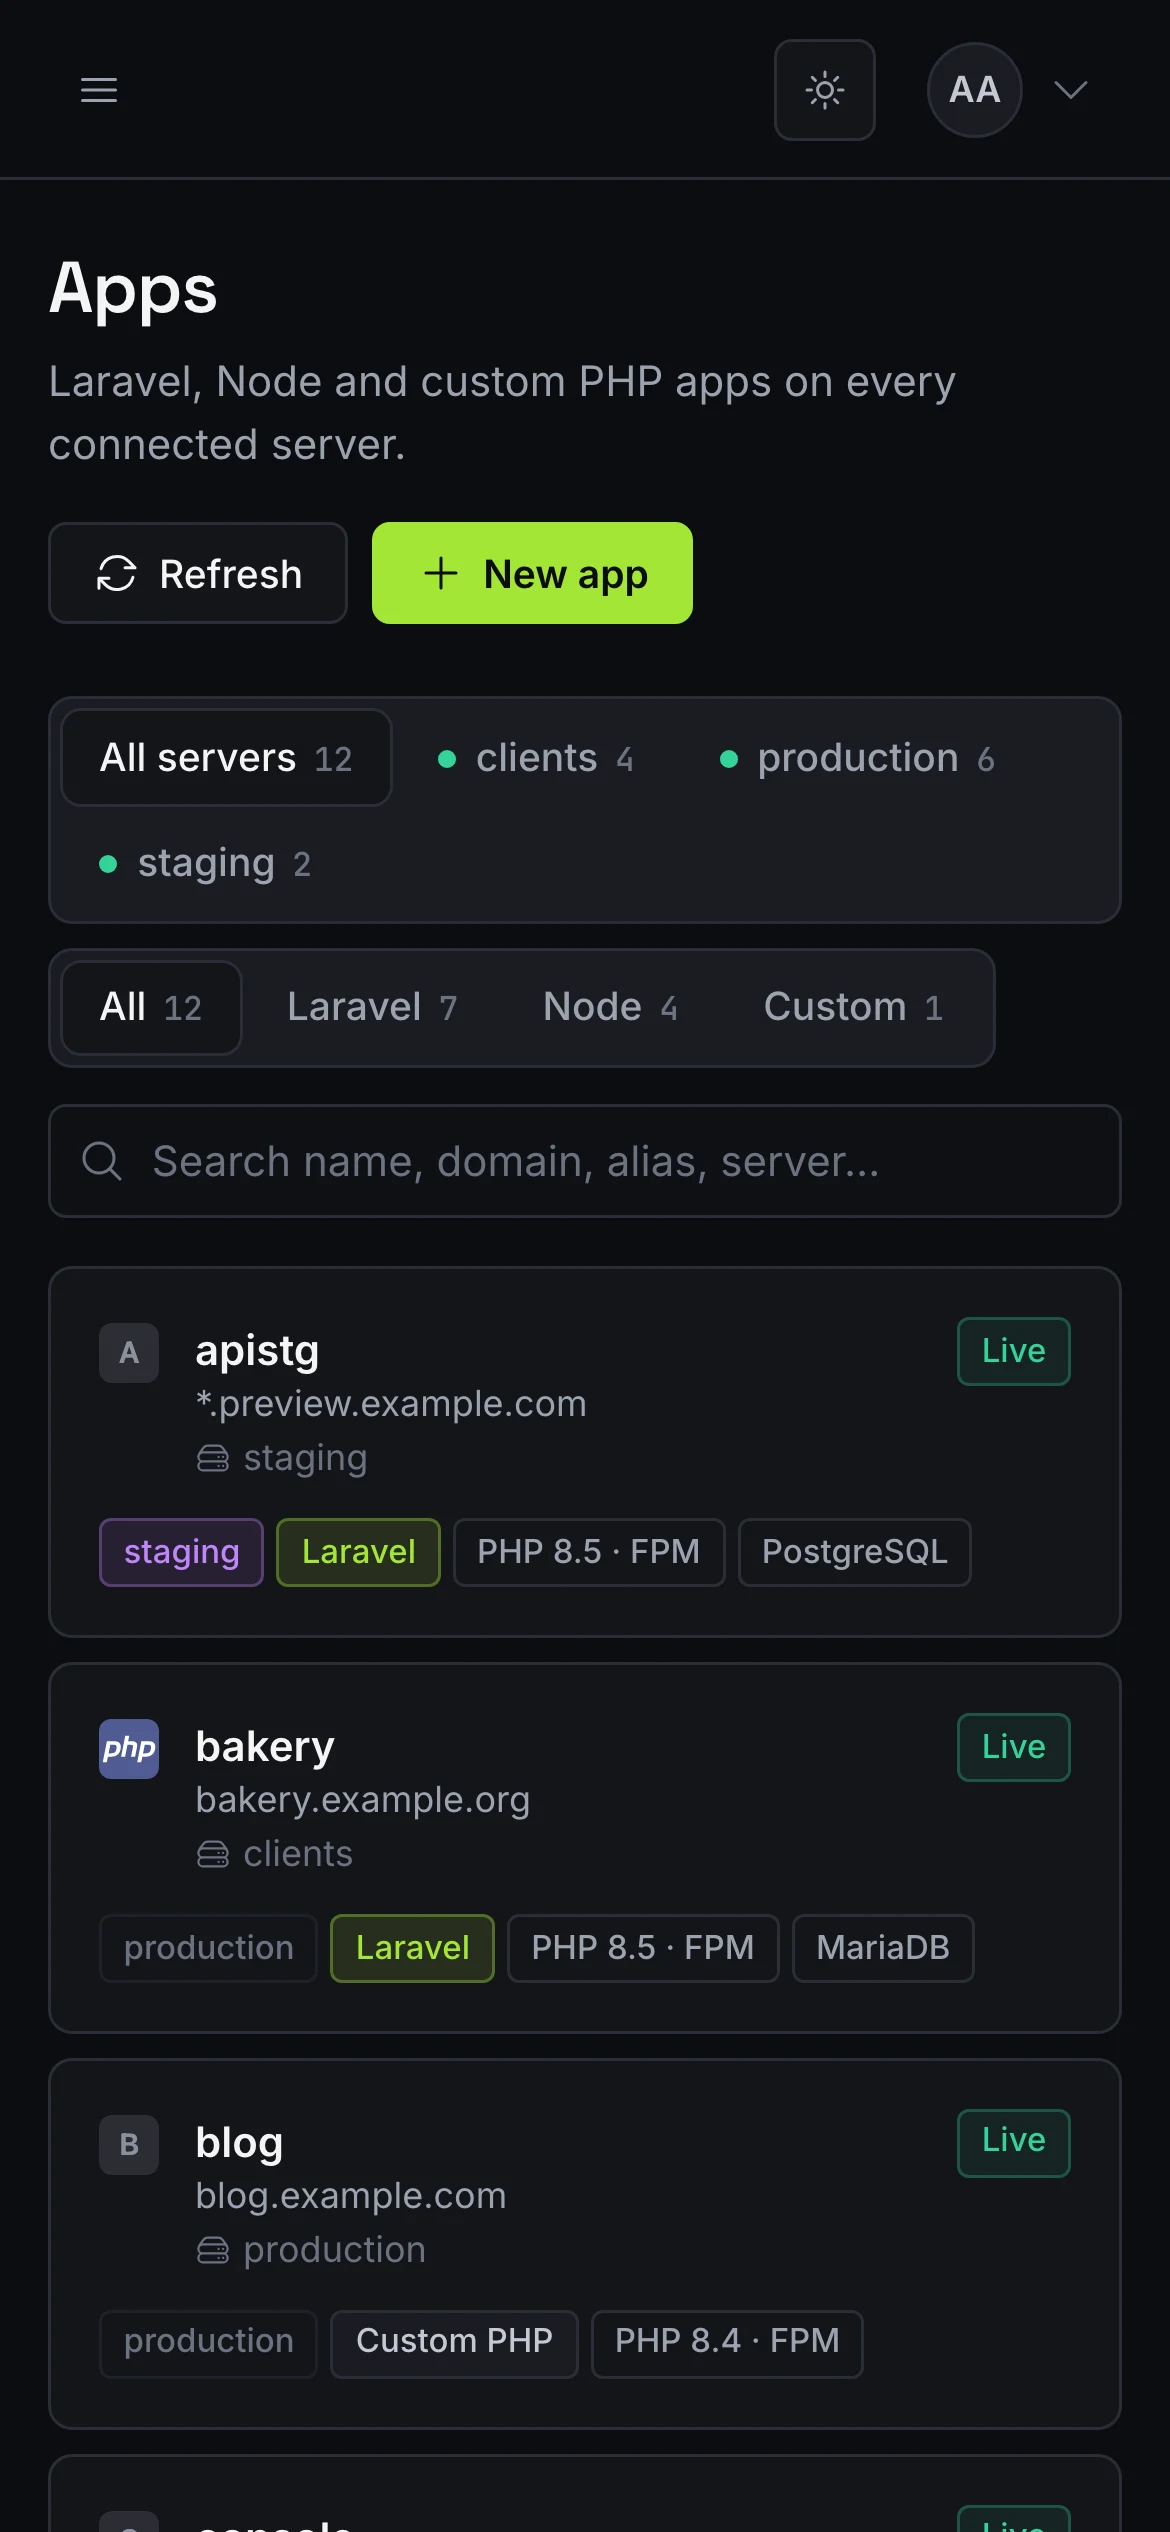 AA
Apps
Laravel, Node and custom PHP apps on every
connected server.
Refresh
New app
All servers 12
clients 4
production 6
staging 2
All 12
Laravel 7
Node 4
Custom 1
Search name, domain, alias, server...
A
apistg
Live
*.preview.example.com
staging
staging
Laravel
PHP 8.5 · FPM
PostgreSQL
php
bakery
Live
bakery.example.org
clients
production
Laravel
PHP 8.5 · FPM
MariaDB
B
blog
Live
blog.example.com
production
production
Custom PHP
PHP 8.4 · FPM
Live